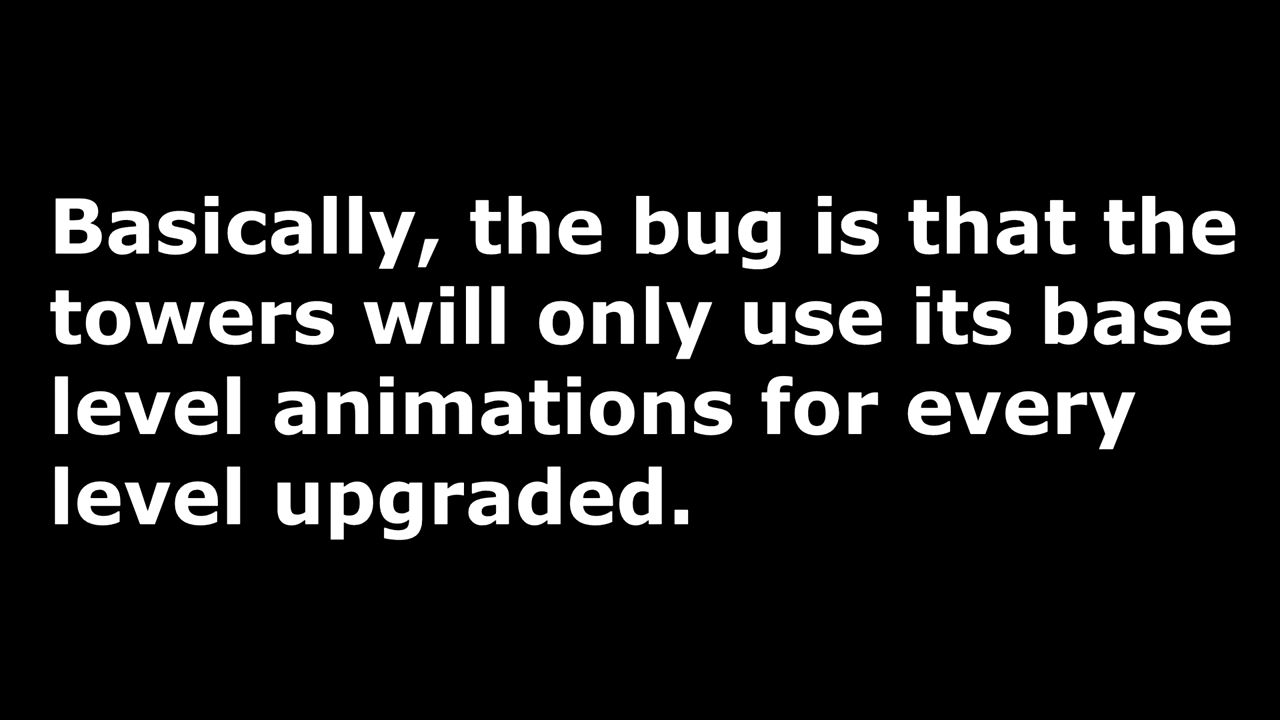 Basically, the bug is that the
towers will only use its base
level animations for every
level upgraded.